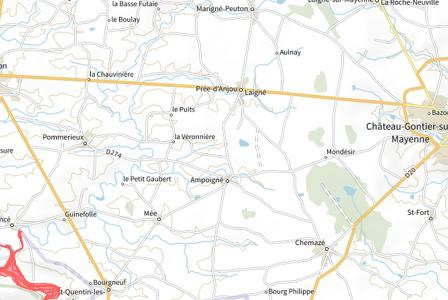 la Basse Futaie
Marigné-Peuton
La Roche-Neuville
le Boulay
Aulnay
la Chauvinière
Prée-d'Anjou
Laigné
le Puits
Château-Gontier-su
Mayenne
Pommerieux
la Véronnière
D274
Mondésir
D20
le Petit Gaubert
Ampoigné
Guinefolle
Mée
St-Fort
Chemazé
Bourgneuf
St-Quentin-les-
Bourg Philippe